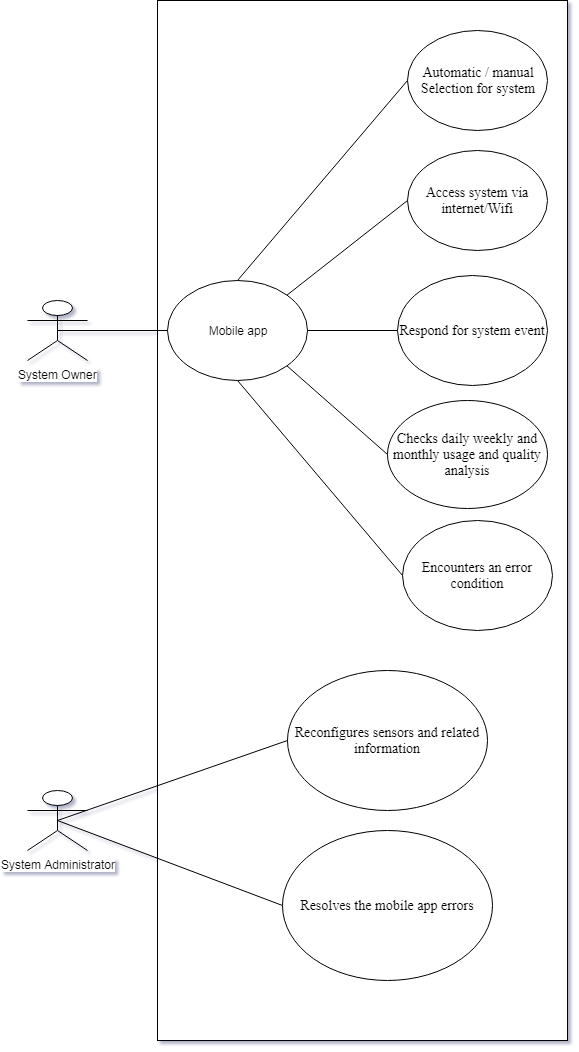 Automatic / manual
Selection for system
Access system via
internet/Wifi
Mobile app
Respond for system event
System Owner
Checks daily weekly and
monthly usage and quality
analysis
Encounters an error
condition
Reconfigures sensors and related
information
System Administrator
Resolves the mobile app errors